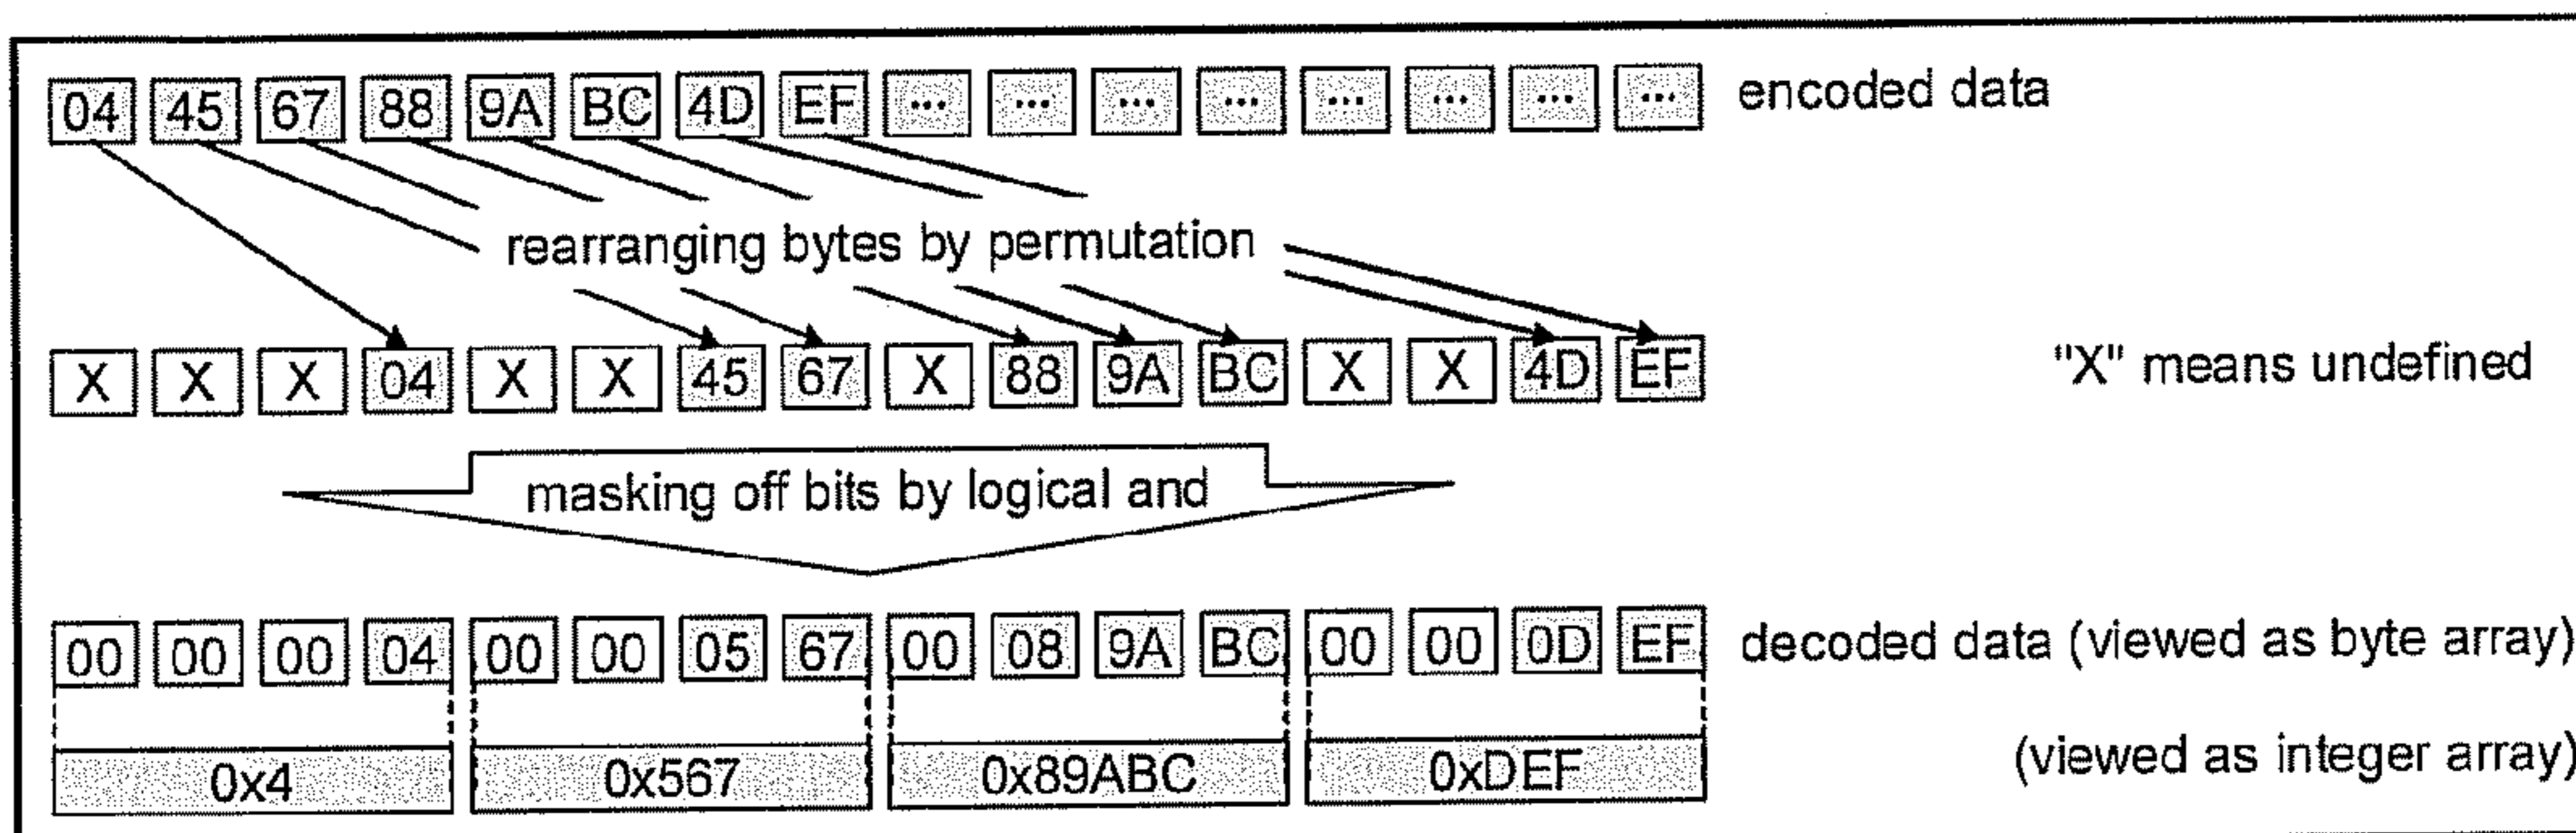 04 45 67 88 9A BC 4D EF ... ... ... ... ... ... ... ... encoded data
rearranging bytes by permutation
X X X 04 X X 45 67 X 88 9A BC X X 4D EF "X" means undefined
masking off bits by logical and
00 00 00 04 00 00 05 67 00 08 9A BC 00 00 0D EF decoded data (viewed as byte array)
0x4 0x567 0x89ABC 0xDEF (viewed as integer array)